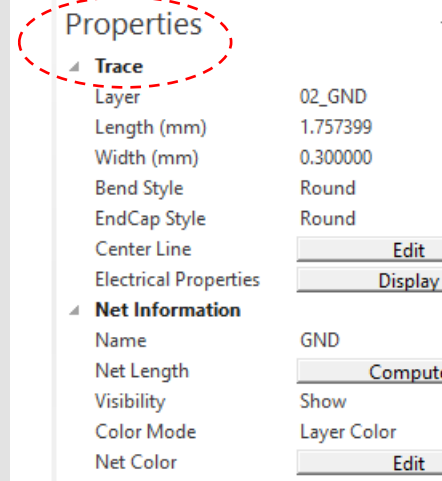 Properties
Trace
Layer 02_GND
Length (mm) 1.757399
Width (mm) 0.300000
Bend Style Round
EndCap Style Round
Center Line Edit
Electrical Properties Display
Net Information
Name GND
Net Length Compute
Visibility Show
Color Mode Layer Color
Net Color Edit